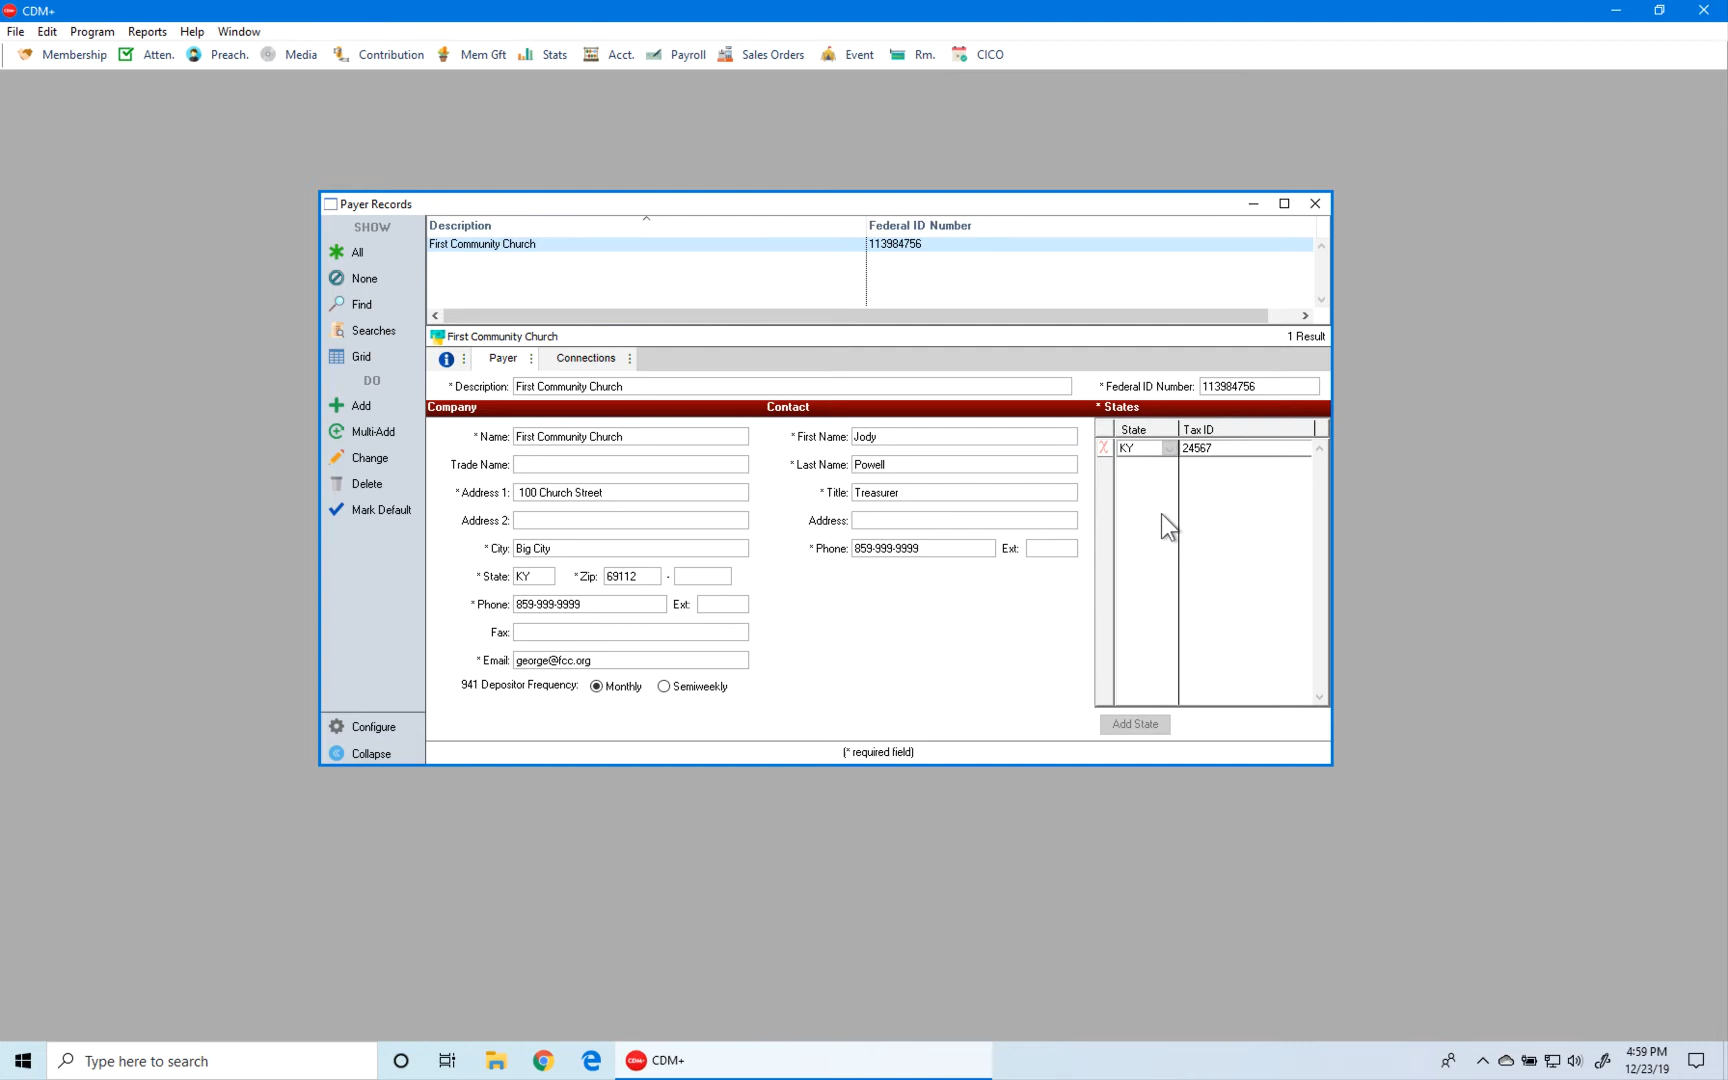 CDM+
File Edit Program Reports Help Window
Membership Atten. Preach. Media Contribution Mem Gft Stats Acct. Payroll Sales Orders Event Rm. CICO
Payer Records
SHOW
All
None
Find
Searches
Grid
DO
Add
Multi-Add
Change
Delete
Mark Default
Configure
Collapse
Description Federal ID Number
First Community Church 113984756
First Community Church 1 Result
Payer Connections
* Description: First Community Church * Federal ID Number: 113984756
Company Contact * States
State Tax ID
* Name: First Community Church * First Name: Jody KY 24567
Trade Name: * Last Name: Powell
* Address 1: 100 Church Street * Title: Treasurer
Address 2: Address:
* City: Big City * Phone: 859-999-9999 Ext:
* State: KY * Zip: 69112 -
* Phone: 859-999-9999 Ext:
Fax:
* Email: george@fcc.org
941 Depositor Frequency: Monthly Semiweekly
Add State
(* required field)
Type here to search
CDM+ CDM+
4:59 PM
12/23/19